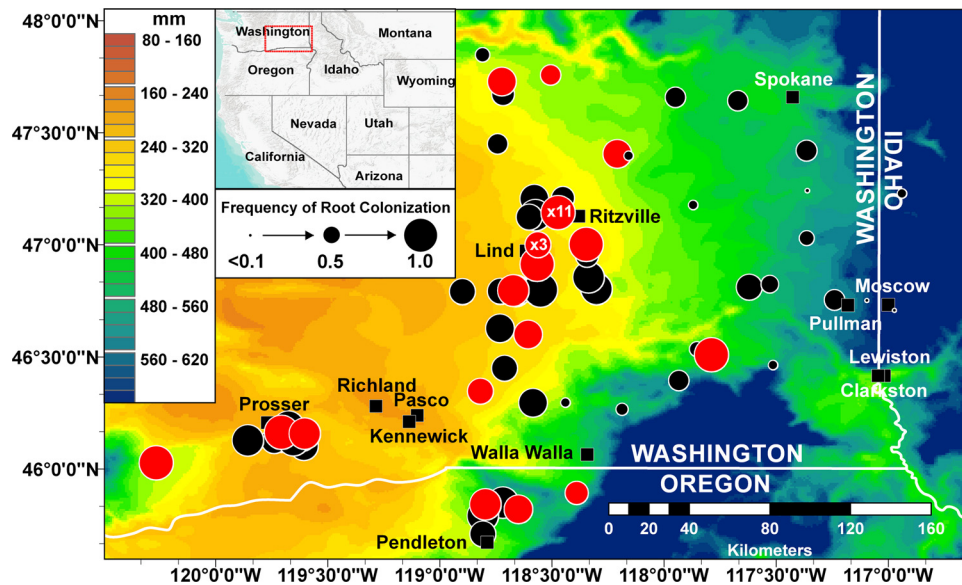 48°0'0"N
47°30'0"N
47°0'0"N
46°30'0"N
46°0'0"N
mm
80 - 160
160 - 240
240 - 320
320 - 400
400 - 480
480 - 560
560 - 620
Washington
Montana
Oregon
Idaho
Wyoming
Nevada
Utah
California
Arizona
Frequency of Root Colonization
<0.1
0.5
1.0
Spokane
WASHINGTON
IDAHO
x11
Ritzville
x3
Lind
Moscow
Pullman
Lewiston
Clarkston
Richland
Pasco
Prosser
Kennewick
Walla Walla
WASHINGTON
OREGON
Pendleton
0 20 40 80 120 160
Kilometers
120°0'0"W 119°30'0"W 119°0'0"W 118°30'0"W 118°0'0"W 117°30'0"W 117°0'0"W